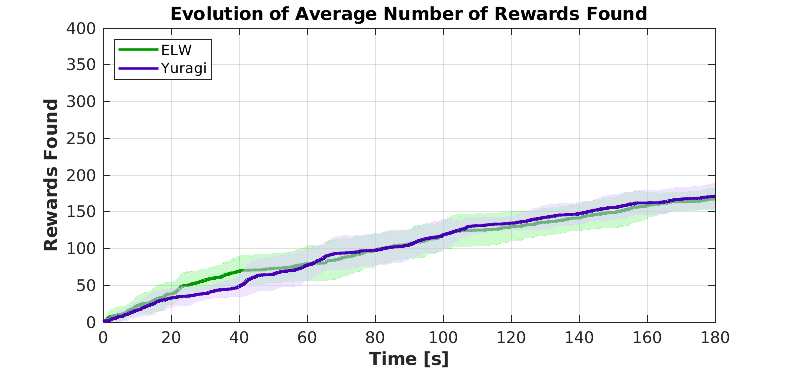 Evolution of Average Number of Rewards Found
400
350
300
250
200
150
100
50
0
Rewards Found
ELW
Yuragi
0 20 40 60 80 100 120 140 160 180
Time [s]